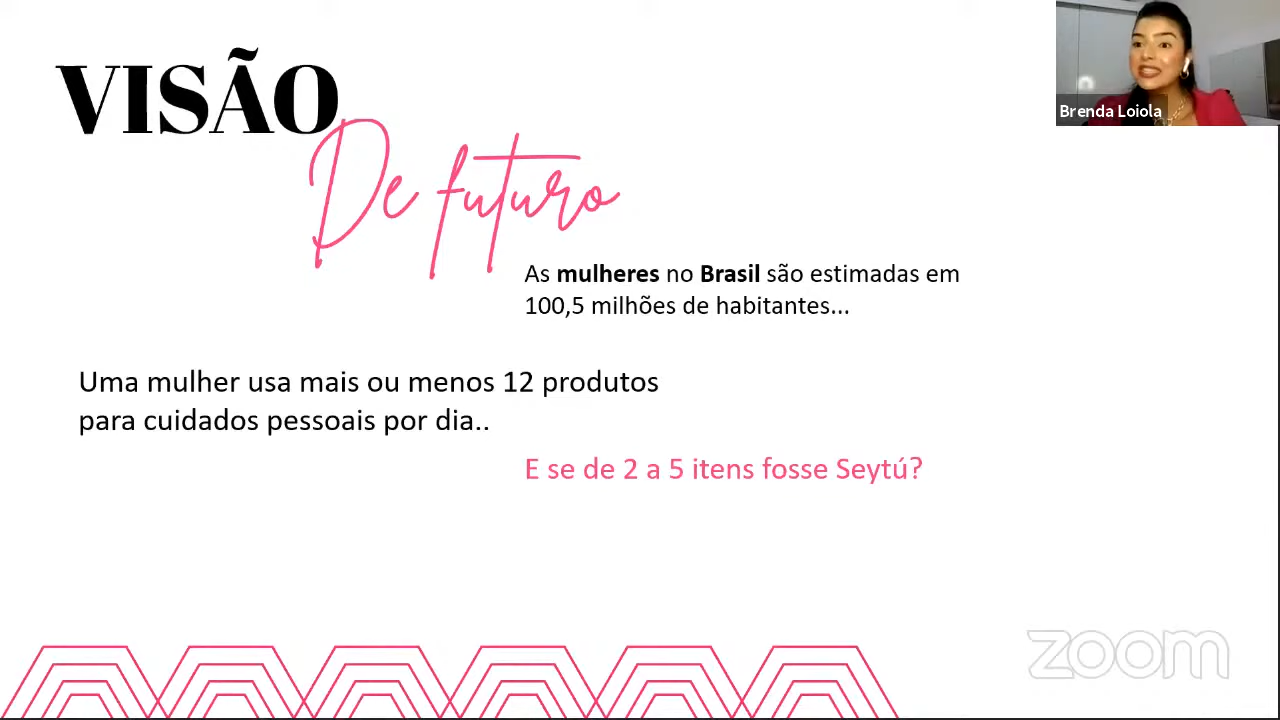 VISÃO
De futuro
Brenda Loiola
As mulheres no Brasil são estimadas em
100,5 milhões de habitantes...
Uma mulher usa mais ou menos 12 produtos
para cuidados pessoais por dia..
E se de 2 a 5 itens fosse Seytú?
zoom